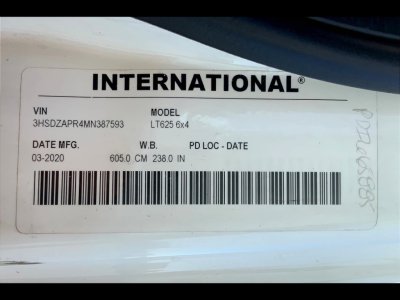 INTERNATIONAL®
VIN MODEL
3HSDZAPR4MN387593 LT625 6x4
DATE MFG. W.B. PD LOC - DATE
03-2020 605.0 CM 238.0 IN